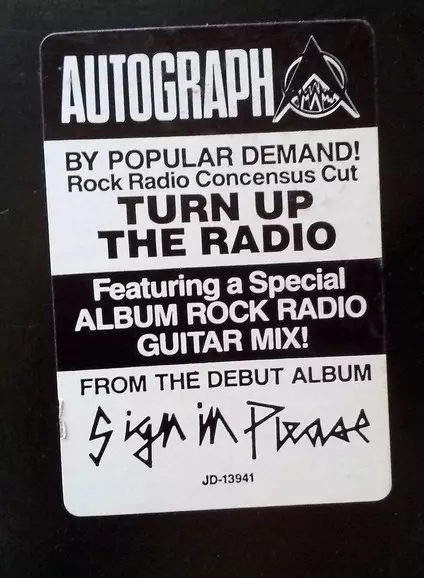 AUTOGRAPH
BY POPULAR DEMAND!
Rock Radio Concensus Cut
TURN UP
THE RADIO
Featuring a Special
ALBUM ROCK RADIO
GUITAR MIX!
FROM THE DEBUT ALBUM
Sign in Please
JD-13941